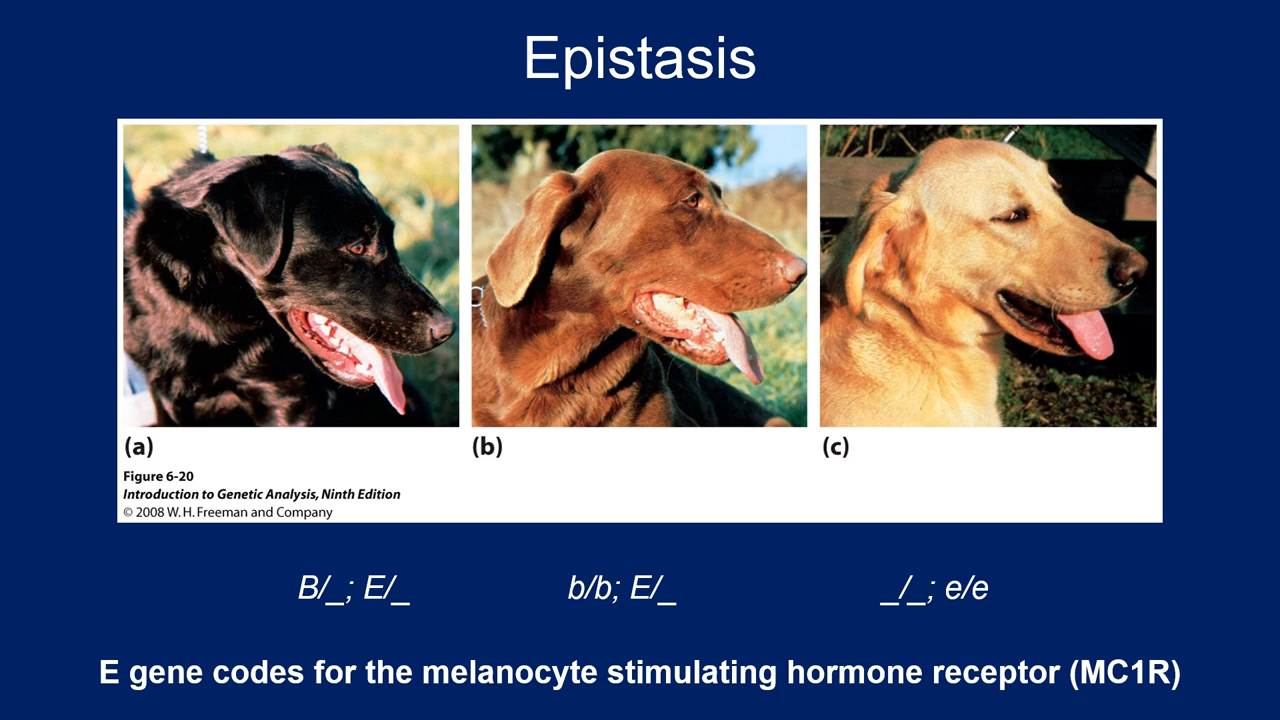 Epistasis
(a)
(b)
(c)
Figure 6-20
Introduction to Genetic Analysis, Ninth Edition
© 2008 W. H. Freeman and Company
B/_; E/_
b/b; E/_
_/_; e/e
E gene codes for the melanocyte stimulating hormone receptor (MC1R)